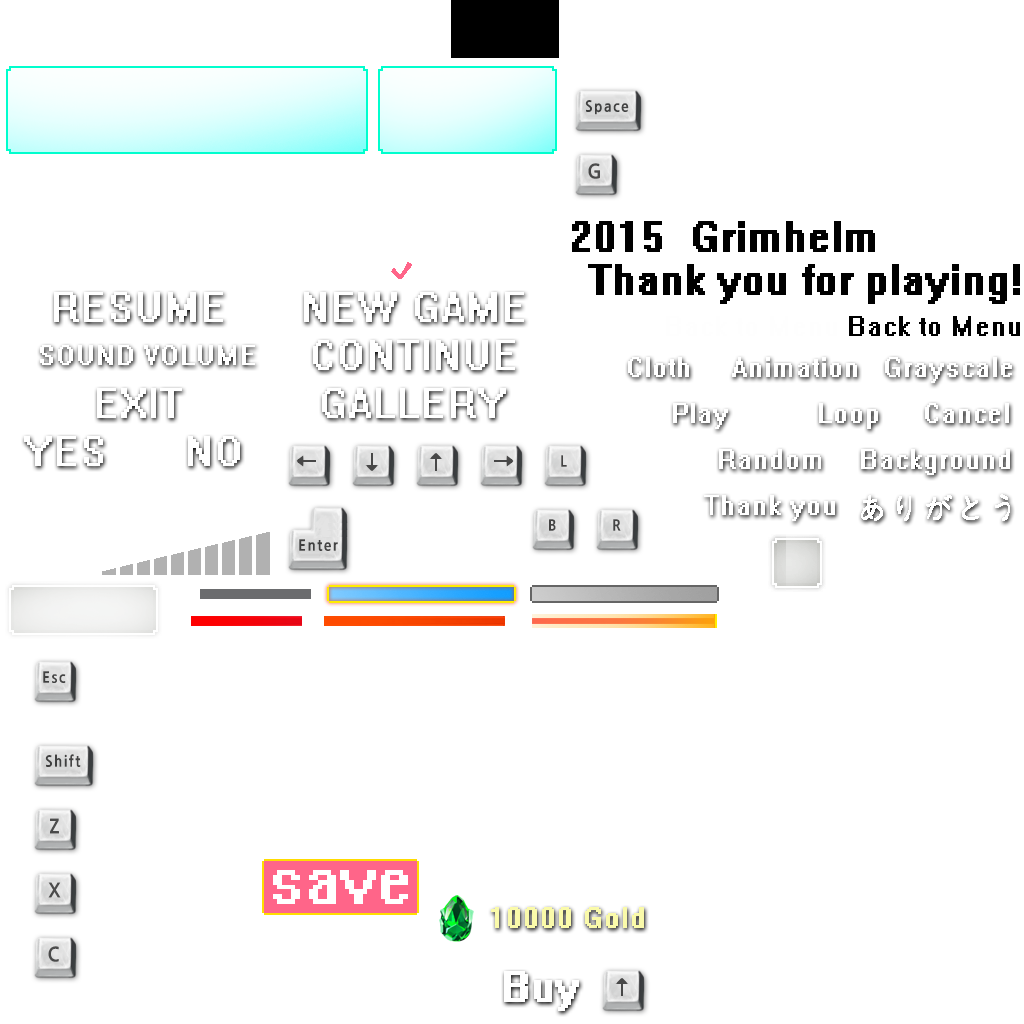 Space
G
2015 Grimhelm
Thank you for playing!
RESUME
NEW GAME
Back to Menu
SOUND VOLUME
CONTINUE
Cloth Animation Grayscale
EXIT
GALLERY
Play Loop Cancel
YES NO
← ↓ ↑ → L
Random Background
Thank you ありがとう
Enter
B R
Esc
Shift
Z
X
save
10000 Gold
C
Buy ↑